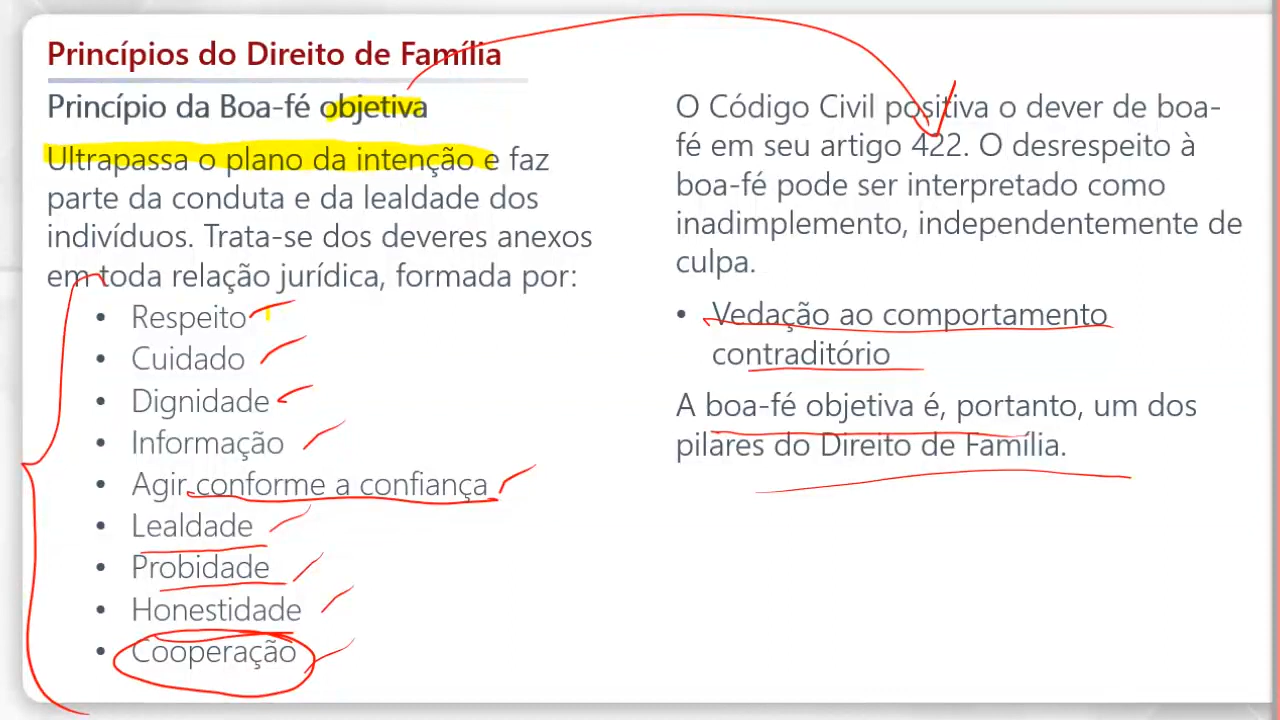 Princípios do Direito de Família
Princípio da Boa-fé objetiva
Ultrapassa o plano da intenção e faz
parte da conduta e da lealdade dos
indivíduos. Trata-se dos deveres anexos
em toda relação jurídica, formada por:
• Respeito
• Cuidado
• Dignidade
• Informação
• Agir conforme a confiança
• Lealdade
• Probidade
• Honestidade
• Cooperação
O Código Civil positiva o dever de boa-
fé em seu artigo 422. O desrespeito à
boa-fé pode ser interpretado como
inadimplemento, independentemente de
culpa.
• Vedação ao comportamento
contraditório
A boa-fé objetiva é, portanto, um dos
pilares do Direito de Família.